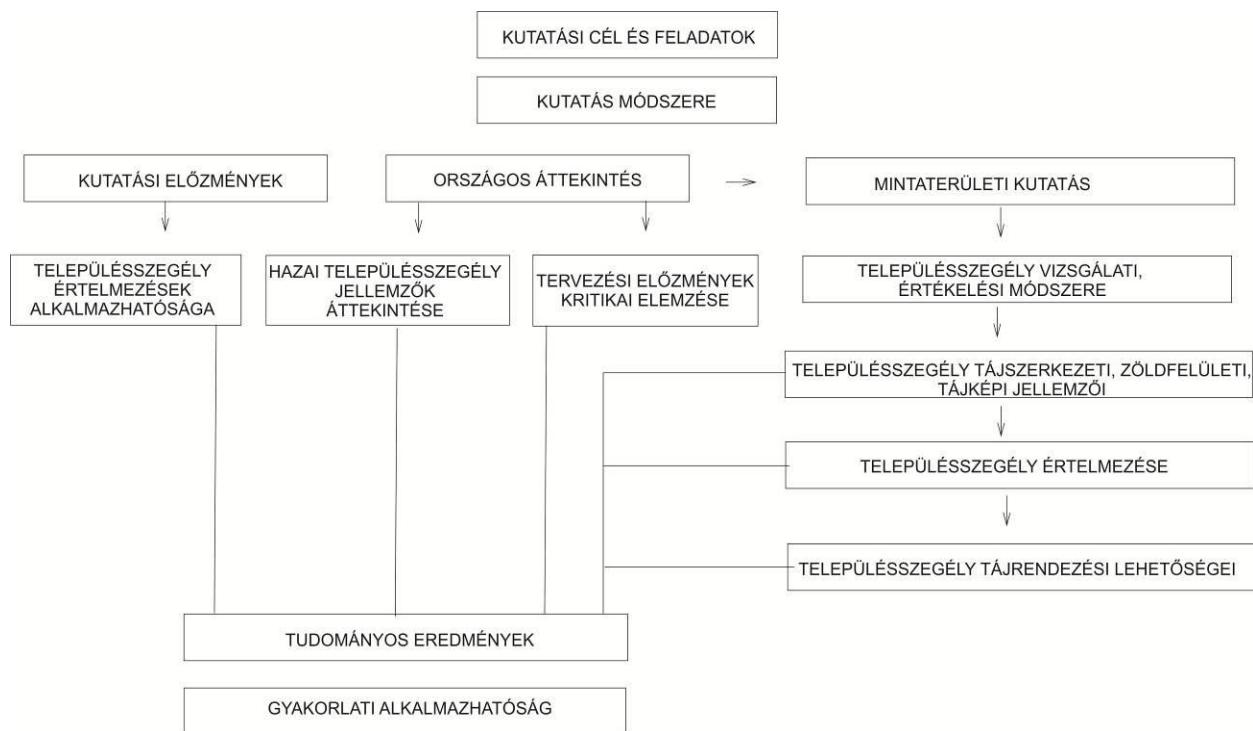 KUTATÁSI CÉL ÉS FELADATOK
KUTATÁS MÓDSZERE
KUTATÁSI ELŐZMÉNYEK
ORSZÁGOS ÁTTEKINTÉS
MINTATERÜLETI KUTATÁS
TELEPÜLÉSSZEGÉLY
ÉRTELMEZÉSEK
ALKALMAZHATÓSÁGA
HAZAI TELEPÜLÉSSZEGÉLY
JELLEMZŐK
ÁTTEKINTÉSE
TERVEZÉSI ELŐZMÉNYEK
KRITIKAI ELEMZÉSE
TELEPÜLÉSSZEGÉLY VIZSGÁLATI,
ÉRTÉKELÉSI MÓDSZERE
TELEPÜLÉSSZEGÉLY TÁJSZERKEZETI, ZÖLDFELÜLETI,
TÁJKÉPI JELLEMZŐI
TELEPÜLÉSSZEGÉLY ÉRTELMEZÉSE
TELEPÜLÉSSZEGÉLY TÁJRENDEZÉSI LEHETŐSÉGEI
TUDOMÁNYOS EREDMÉNYEK
GYAKORLATI ALKALMAZHATÓSÁG